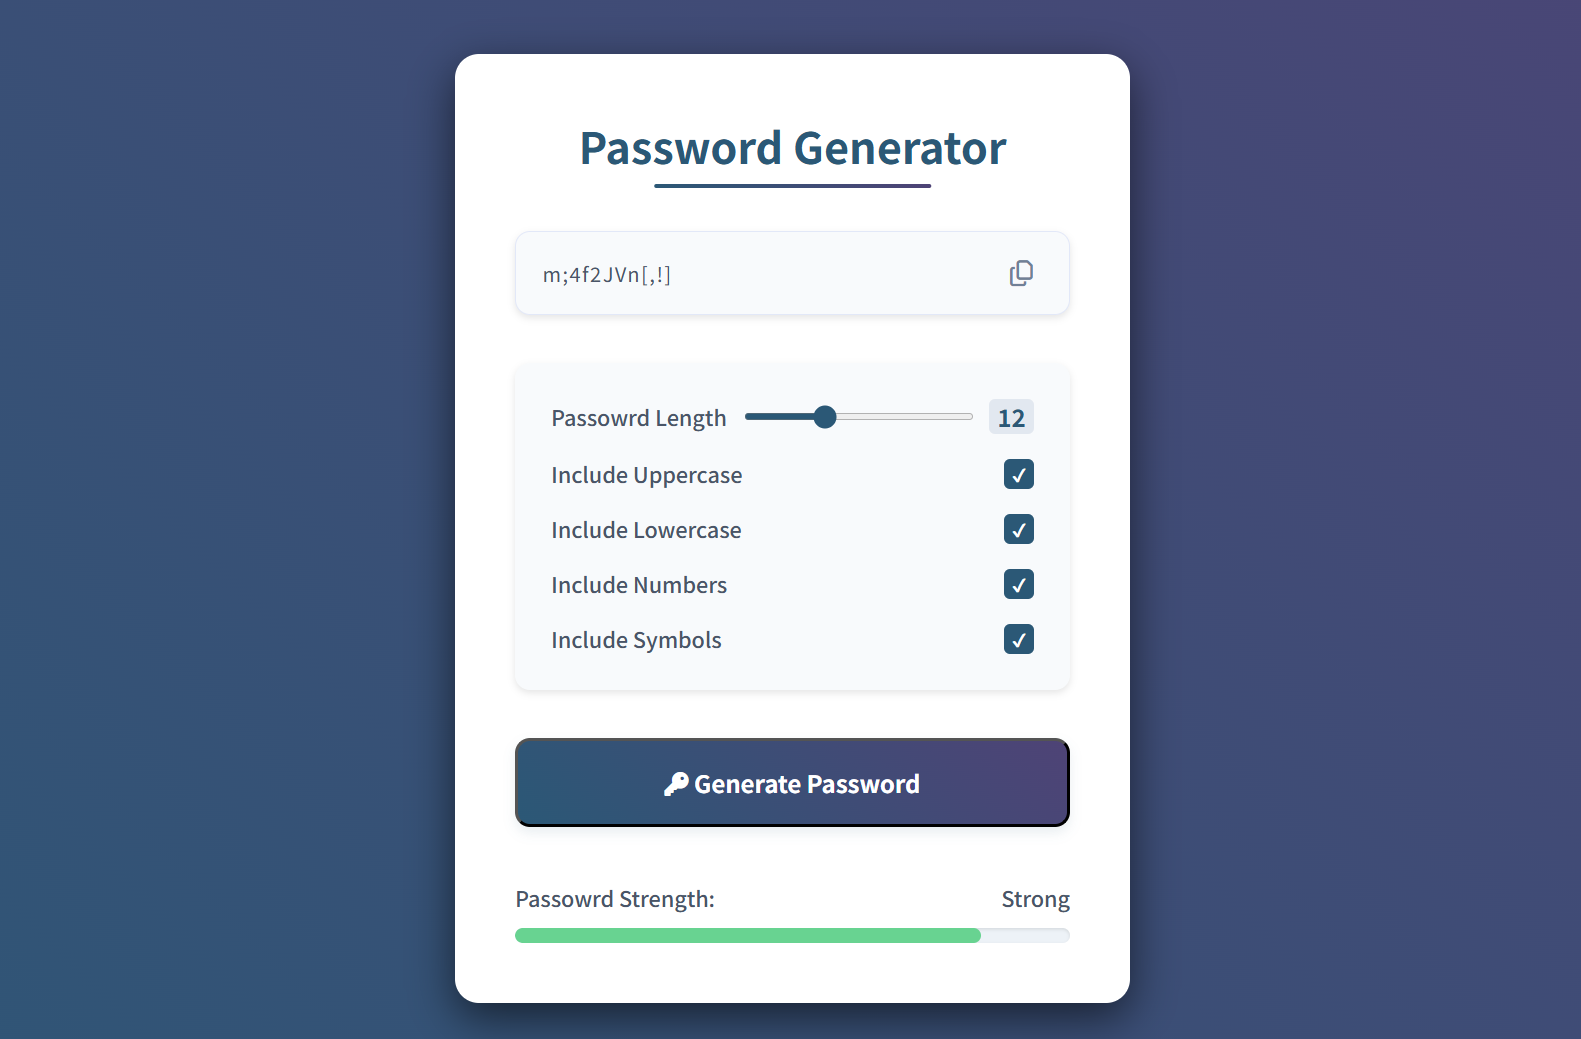 Password Generator
m;4f2JVn[,!]
Passowrd Length 12
Include Uppercase
Include Lowercase
Include Numbers
Include Symbols
Generate Password
Passowrd Strength: Strong